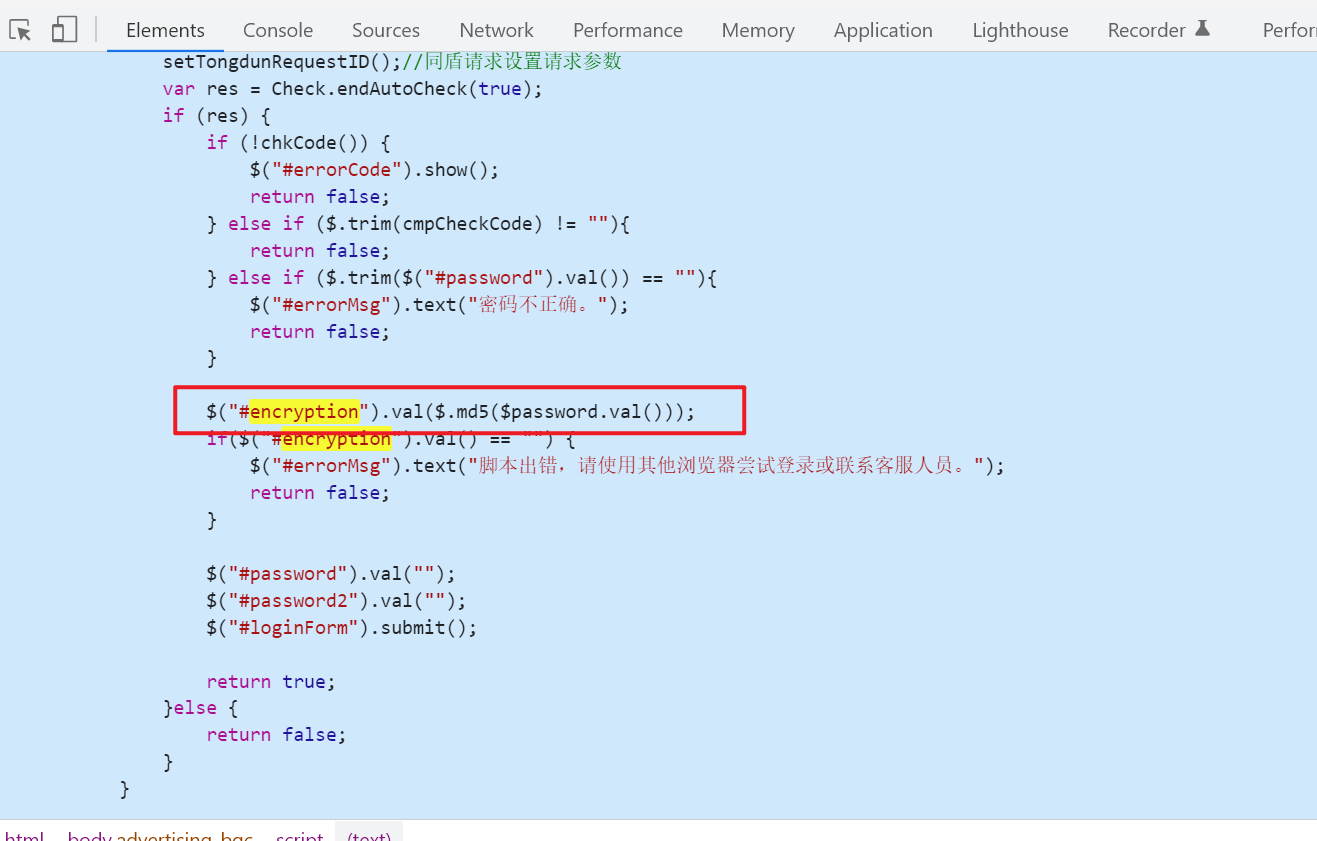 Elements Console Sources Network Performance Memory Application Lighthouse Recorder Perfor
setTongdunRequestID();//同盾请求设置请求参数
var res = Check.endAutoCheck(true);
if (res) {
if (!chkCode()) {
$("#errorCode").show();
return false;
} else if ($.trim(cmpCheckCode) != ""){
return false;
} else if ($.trim($("#password").val()) == ""){
$("#errorMsg").text("密码不正确。");
return false;
}
$("#encryption").val($.md5($password.val()));
if($("#encryption").val() == "") {
$("#errorMsg").text("脚本出错，请使用其他浏览器尝试登录或联系客服人员。");
return false;
}
$("#password").val("");
$("#password2").val("");
$("#loginForm").submit();
return true;
}else {
return false;
}
}
html body.advertising_bgc script (text)